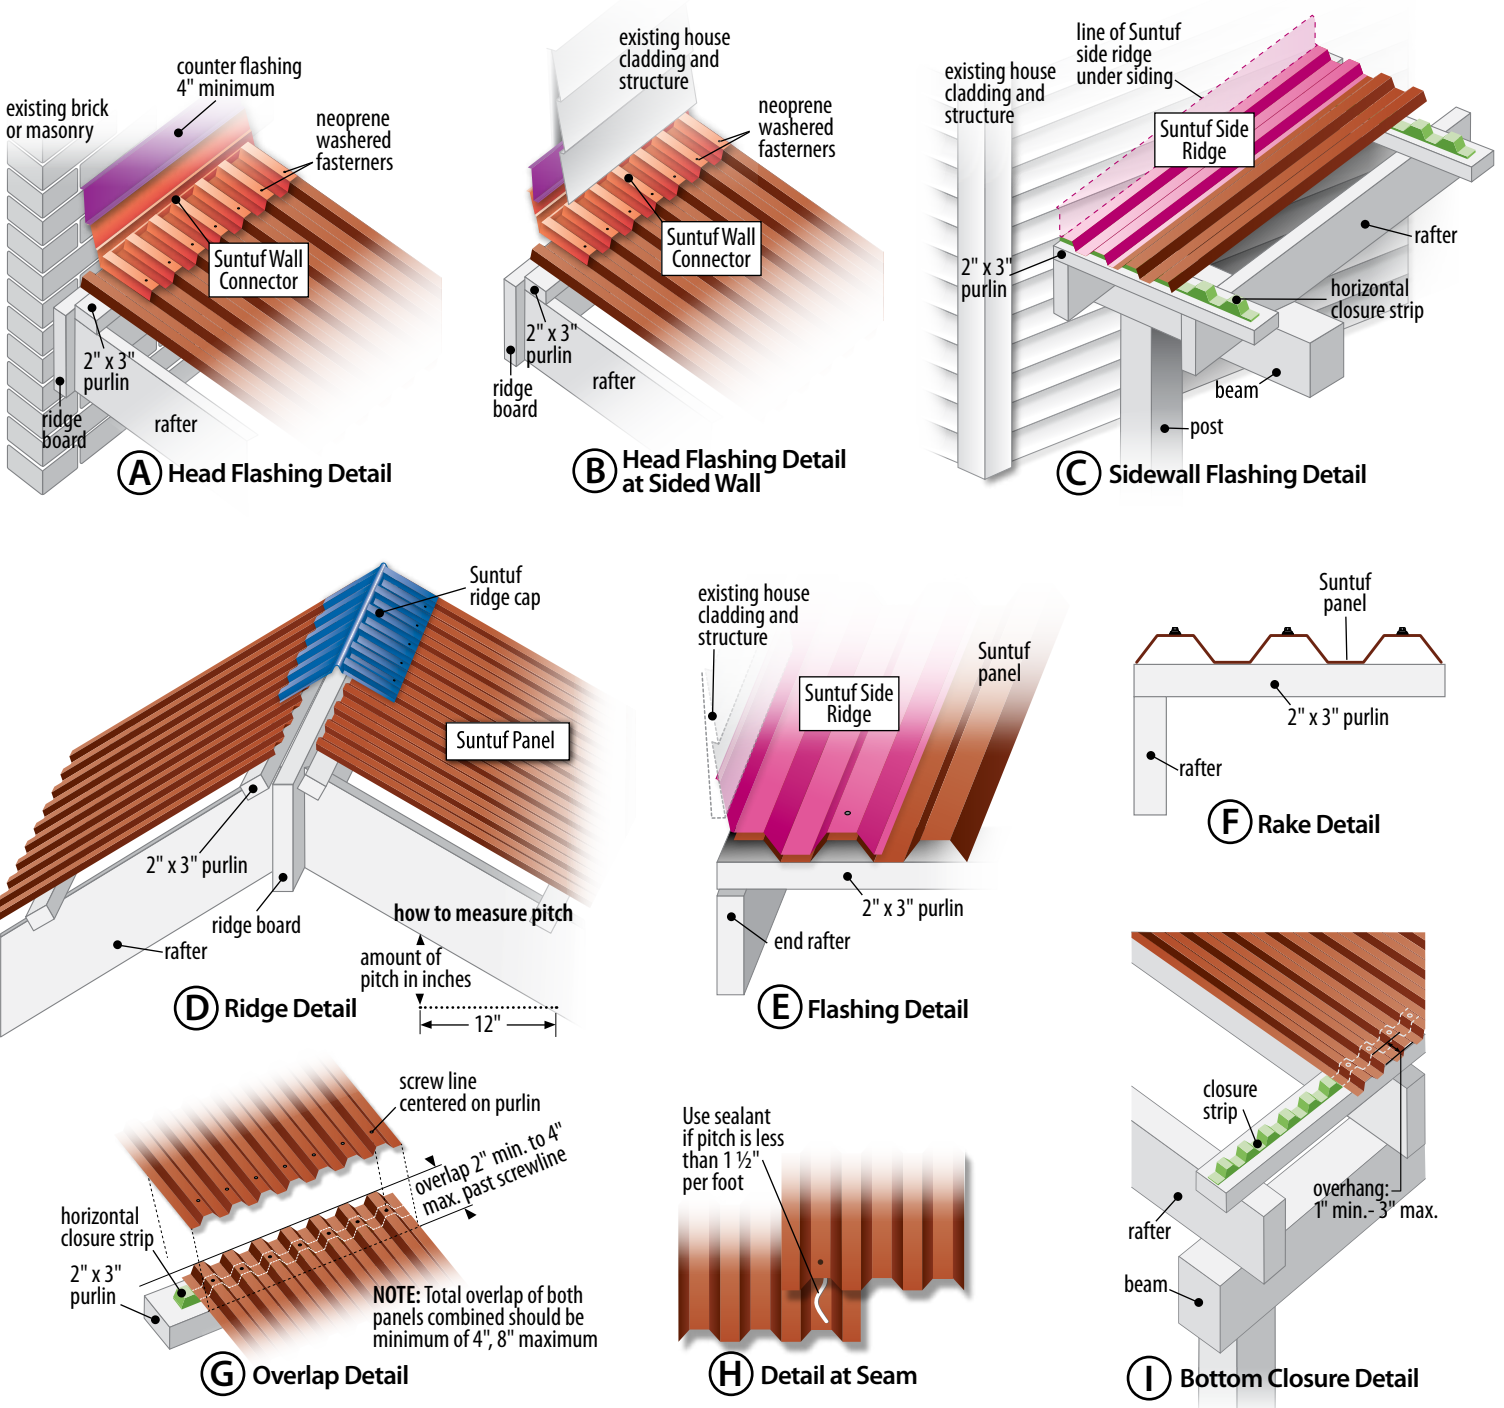 existing brick
or masonry
counter flashing
4" minimum
neoprene
washered
fasterners
Suntuf Wall
Connector
2" x 3"
purlin
ridge
board
rafter
A Head Flashing Detail
existing house
cladding and
structure
neoprene
washered
fasterners
Suntuf Wall
Connector
2" x 3"
purlin
ridge
board
rafter
B Head Flashing Detail
at Sided Wall
line of Suntuf
side ridge
under siding
existing house
cladding and
structure
Suntuf Side
Ridge
2" x 3"
purlin
rafter
horizontal
closure strip
beam
post
C Sidewall Flashing Detail
Suntuf
ridge cap
Suntuf Panel
2" x 3" purlin
ridge board
rafter
how to measure pitch
amount of
pitch in inches
12"
D Ridge Detail
existing house
cladding and
structure
Suntuf Side
Ridge
Suntuf
panel
2" x 3" purlin
end rafter
E Flashing Detail
Suntuf
panel
2" x 3" purlin
rafter
F Rake Detail
screw line
centered on purlin
overlap 2" min. to 4"
max. past screwline
horizontal
closure strip
2" x 3"
purlin
NOTE: Total overlap of both
panels combined should be
minimum of 4", 8" maximum
G Overlap Detail
Use sealant
if pitch is less
than 1 ½"
per foot
H Detail at Seam
closure
strip
overhang:
1" min.- 3" max.
rafter
beam
I Bottom Closure Detail